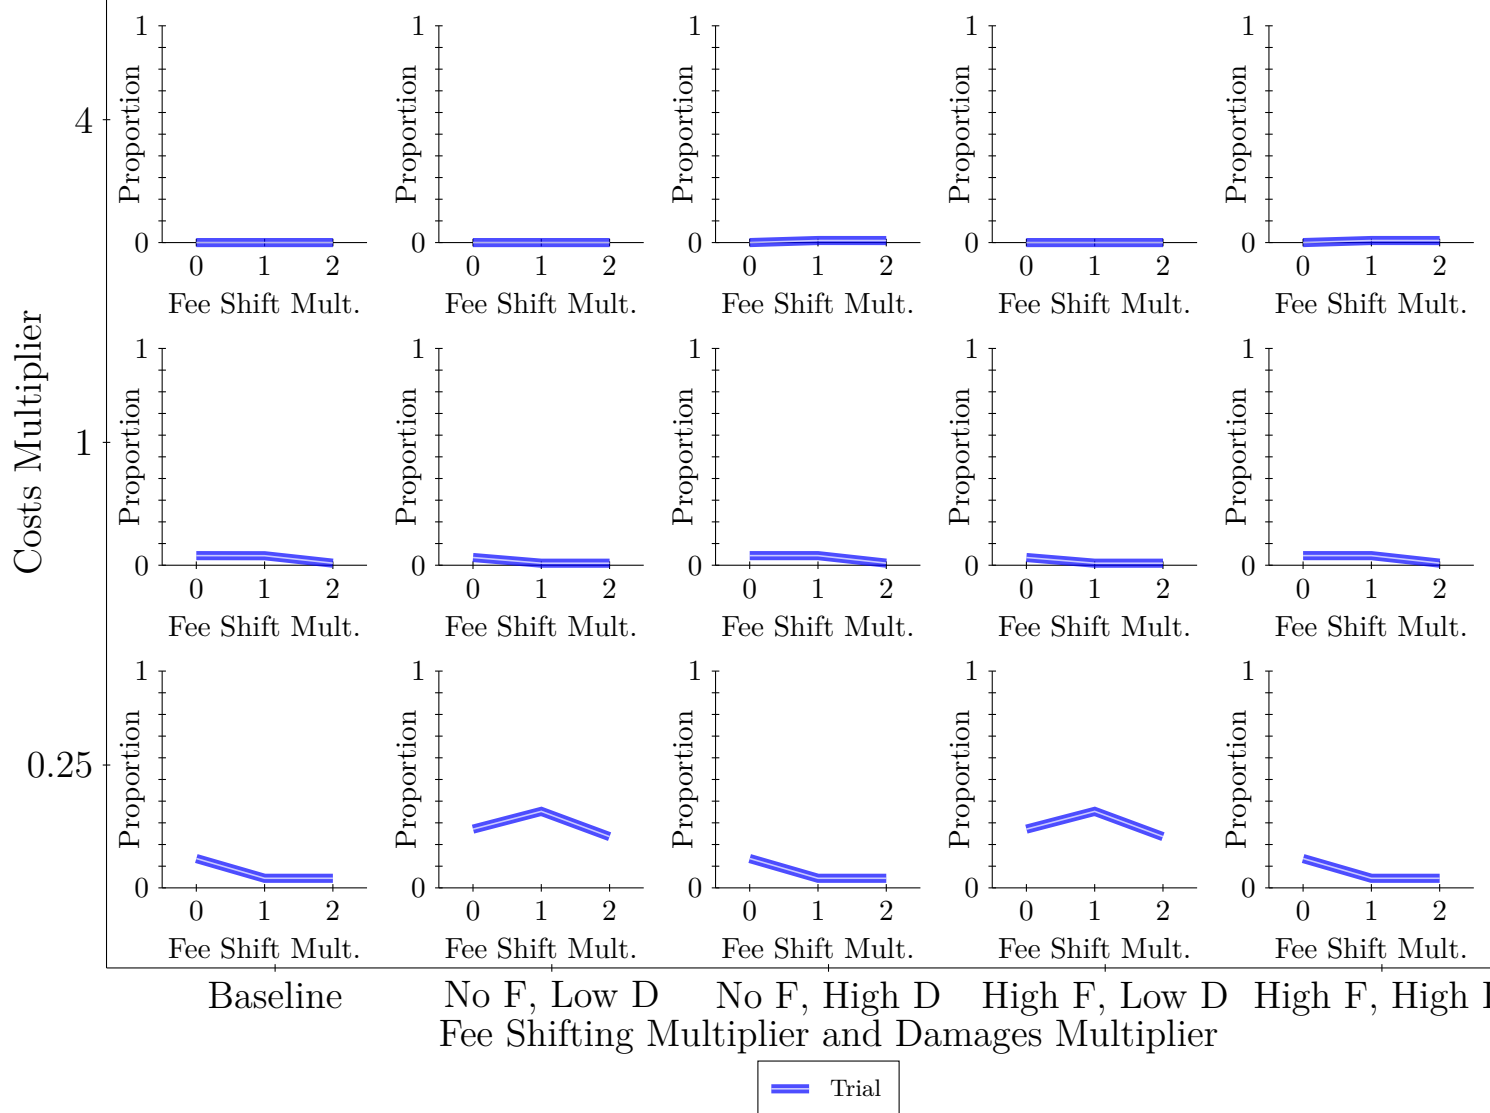 Costs Multiplier
4
1
0.25
1
Proportion
0
0 1 2
Fee Shift Mult.
1
Proportion
0
0 1 2
Fee Shift Mult.
1
Proportion
0
0 1 2
Fee Shift Mult.
1
Proportion
0
0 1 2
Fee Shift Mult.
1
Proportion
0
0 1 2
Fee Shift Mult.
1
Proportion
0
0 1 2
Fee Shift Mult.
1
Proportion
0
0 1 2
Fee Shift Mult.
1
Proportion
0
0 1 2
Fee Shift Mult.
1
Proportion
0
0 1 2
Fee Shift Mult.
1
Proportion
0
0 1 2
Fee Shift Mult.
1
Proportion
0
0 1 2
Fee Shift Mult.
1
Proportion
0
0 1 2
Fee Shift Mult.
1
Proportion
0
0 1 2
Fee Shift Mult.
1
Proportion
0
0 1 2
Fee Shift Mult.
1
Proportion
0
0 1 2
Fee Shift Mult.
Baseline
No F, Low D
No F, High D
High F, Low D
High F, High
Fee Shifting Multiplier and Damages Multiplier
Trial